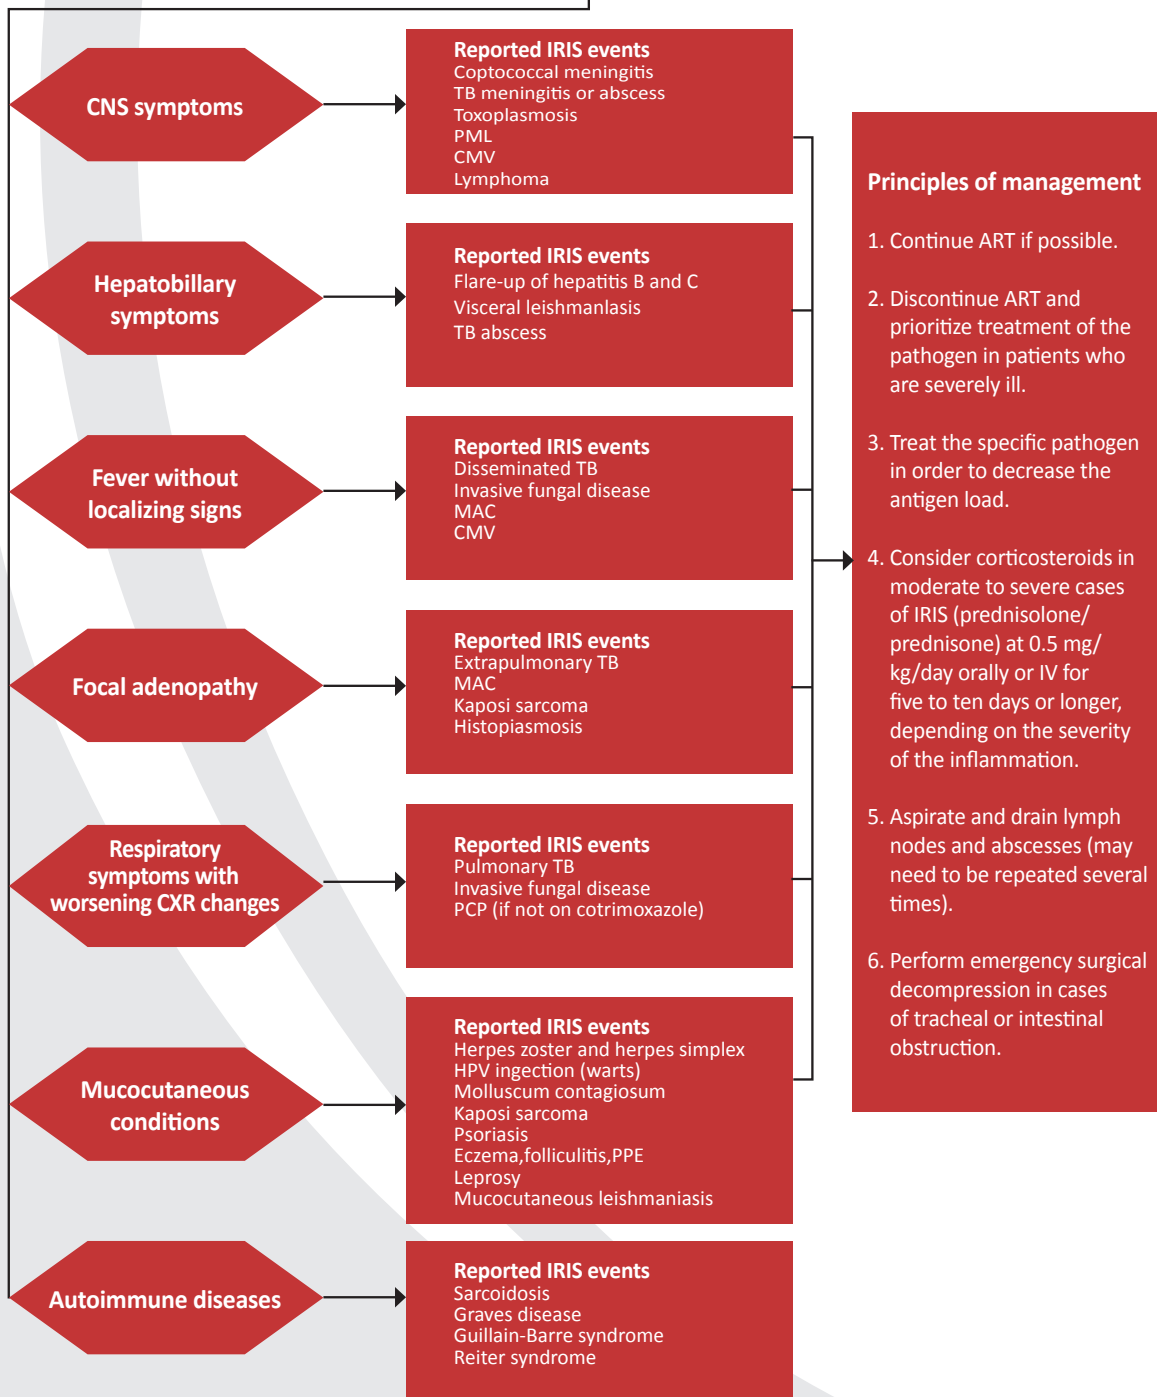 CNS symptoms
Reported IRIS events
Coptococcal meningitis
TB meningitis or abscess
Toxoplasmosis
PML
CMV
Lymphoma
Hepatobillary
symptoms
Reported IRIS events
Flare-up of hepatitis B and C
Visceral leishmanlasis
TB abscess
Fever without
localizing signs
Reported IRIS events
Disseminated TB
Invasive fungal disease
MAC
CMV
Focal adenopathy
Reported IRIS events
Extrapulmonary TB
MAC
Kaposi sarcoma
Histopiasmosis
Respiratory
symptoms with
worsening CXR changes
Reported IRIS events
Pulmonary TB
Invasive fungal disease
PCP (if not on cotrimoxazole)
Mucocutaneous
conditions
Reported IRIS events
Herpes zoster and herpes simplex
HPV ingection (warts)
Molluscum contagiosum
Kaposi sarcoma
Psoriasis
Eczema,folliculitis,PPE
Leprosy
Mucocutaneous leishmaniasis
Autoimmune diseases
Reported IRIS events
Sarcoidosis
Graves disease
Guillain-Barre syndrome
Reiter syndrome
Principles of management
1. Continue ART if possible.
2. Discontinue ART and
prioritize treatment of the
pathogen in patients who
are severely ill.
3. Treat the specific pathogen
in order to decrease the
antigen load.
4. Consider corticosteroids in
moderate to severe cases
of IRIS (prednisolone/
prednisone) at 0.5 mg/
kg/day orally or IV for
five to ten days or longer,
depending on the severity
of the inflammation.
5. Aspirate and drain lymph
nodes and abscesses (may
need to be repeated several
times).
6. Perform emergency surgical
decompression in cases
of tracheal or intestinal
obstruction.